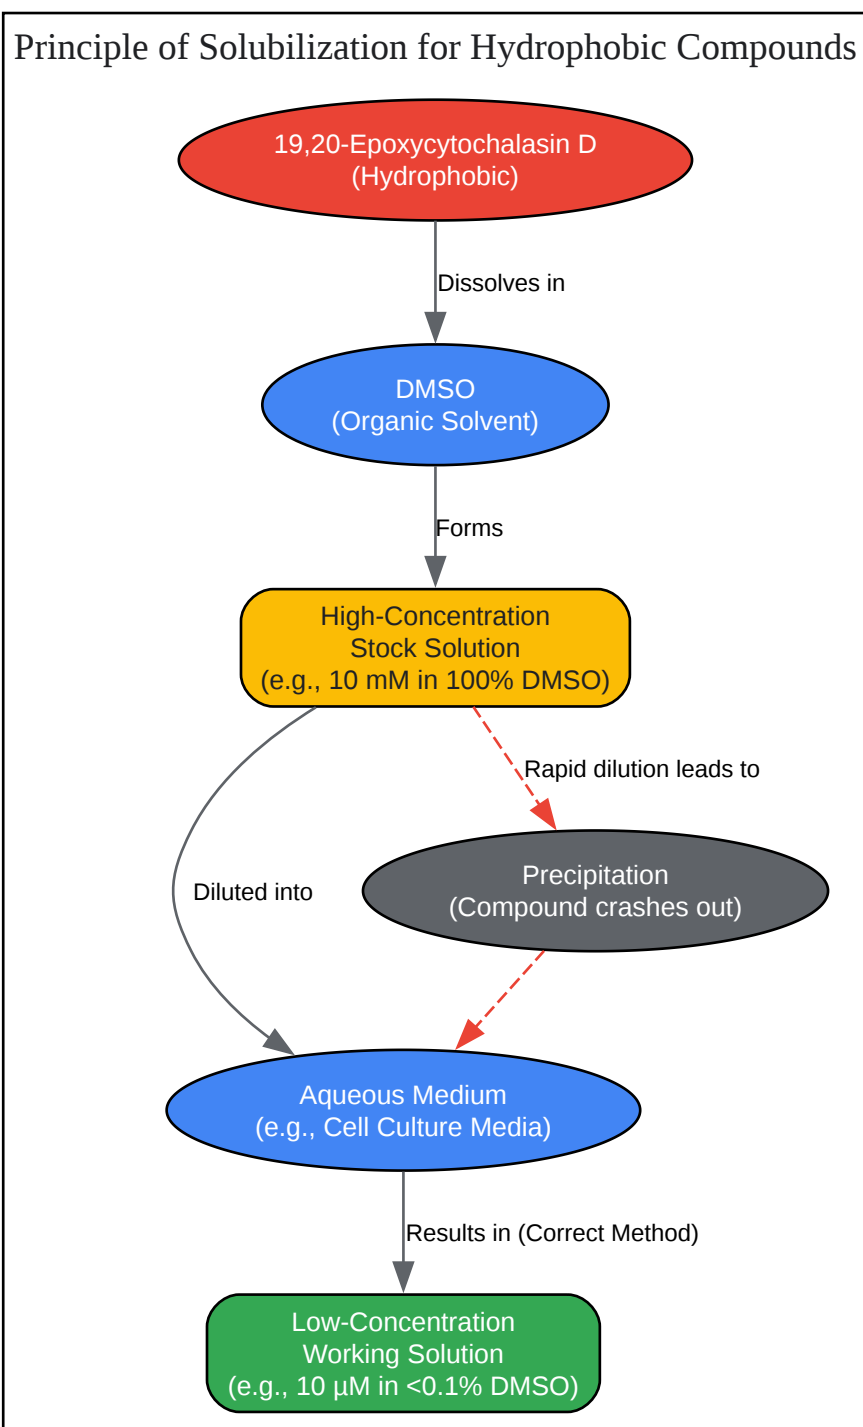 Principle of Solubilization for Hydrophobic Compounds
19,20-Epoxycytochalasin D
(Hydrophobic)
Dissolves in
DMSO
(Organic Solvent)
Forms
High-Concentration
Stock Solution
(e.g., 10 mM in 100% DMSO)
Rapid dilution leads to
Diluted into
Precipitation
(Compound crashes out)
Aqueous Medium
(e.g., Cell Culture Media)
Results in (Correct Method)
Low-Concentration
Working Solution
(e.g., 10 µM in <0.1% DMSO)